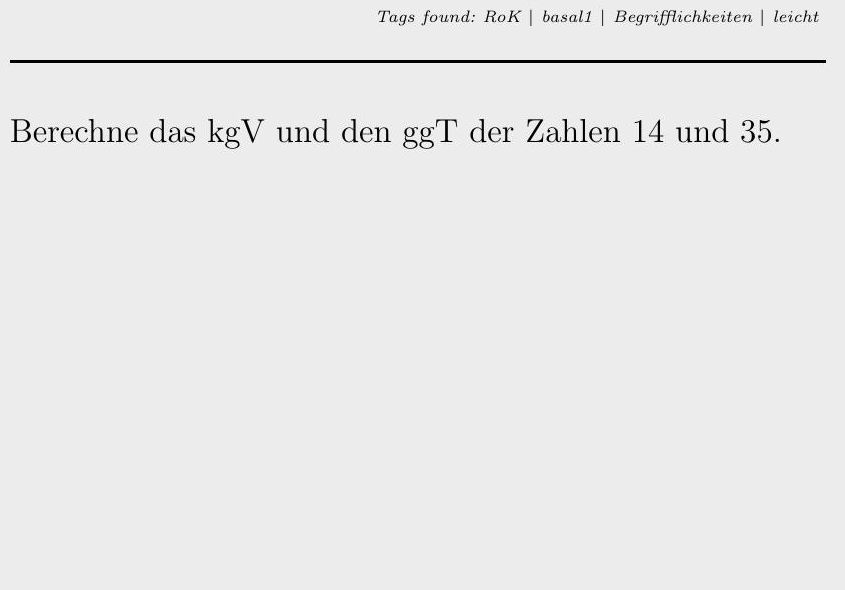 Tags found: RoK | basal1 | Begrifflichkeiten | leicht
Berechne das kgV und den ggT der Zahlen 14 und 35.